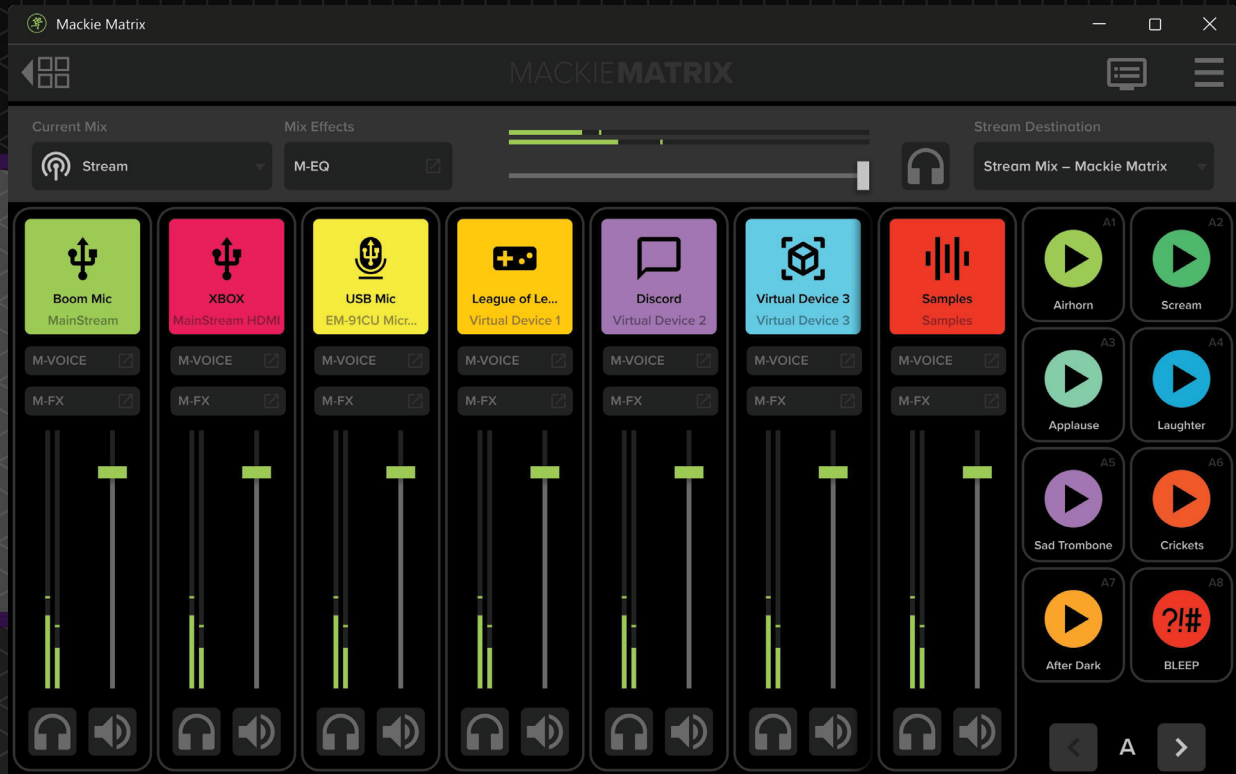 Mackie Matrix
MACKIEMATRIX
Current Mix
Mix Effects
Stream Destination
Stream
M-EQ
Stream Mix – Mackie Matrix
Boom Mic
MainStream
M-VOICE
M-FX
XBOX
MainStream HDMI
M-VOICE
M-FX
USB Mic
EM-91CU Micr...
M-VOICE
M-FX
League of Le...
Virtual Device 1
M-VOICE
M-FX
Discord
Virtual Device 2
M-VOICE
M-FX
Virtual Device 3
Virtual Device 3
M-VOICE
M-FX
Samples
Samples
M-VOICE
M-FX
A1
Airhorn
A2
Scream
A3
Applause
A4
Laughter
A5
Sad Trombone
A6
Crickets
A7
After Dark
A8
?!#
BLEEP
A